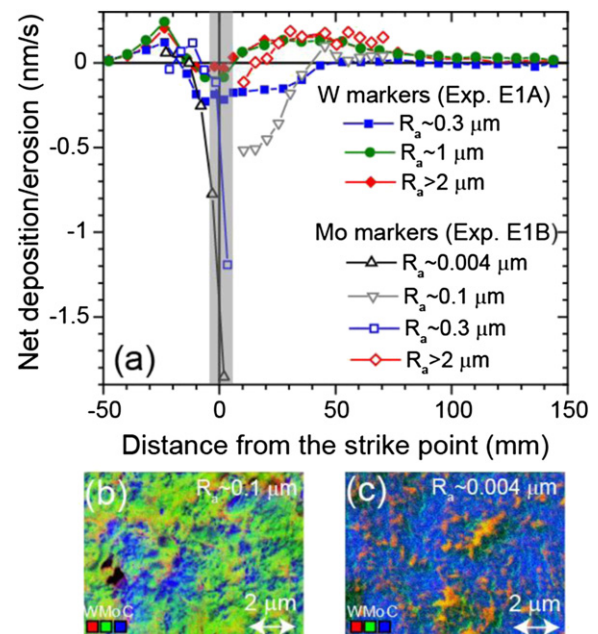 Net deposition/erosion (nm/s)
0
-0.5
-1
-1.5
W markers (Exp. E1A)
Ra~0.3 μm
Ra~1 μm
Ra>2 μm
Mo markers (Exp. E1B)
Ra~0.004 μm
Ra~0.1 μm
Ra~0.3 μm
Ra>2 μm
(a)
-50 0 50 100 150
Distance from the strike point (mm)
(b) Ra~0.1 μm
WMoC 2 μm
(c) Ra~0.004 μm
WMoC 2 μm